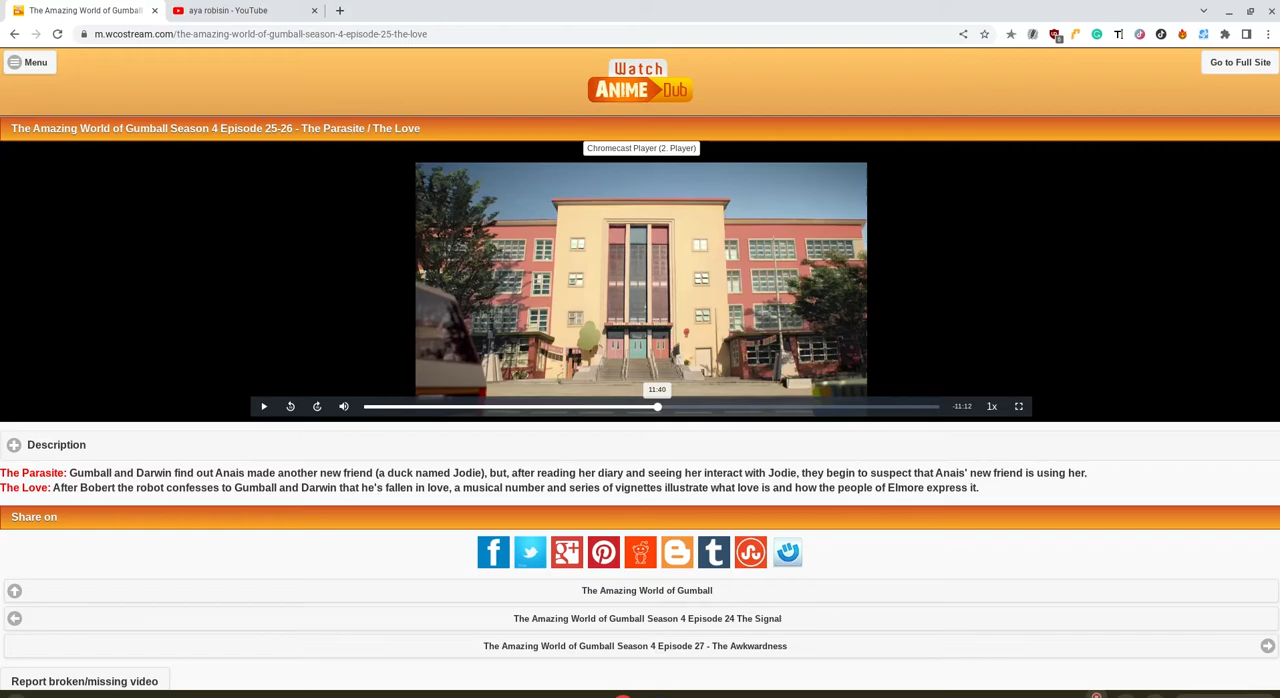 The Amazing World of Gumball
aya robisin - YouTube
m.wcostream.com/the-amazing-world-of-gumball-season-4-episode-25-the-love
Menu
Watch
ANIME Dub
Go to Full Site
The Amazing World of Gumball Season 4 Episode 25-26 - The Parasite / The Love
Chromecast Player (2. Player)
11:40
-11:12
1x
Description
The Parasite: Gumball and Darwin find out Anais made another new friend (a duck named Jodie), but, after reading her diary and seeing her interact with Jodie, they begin to suspect that Anais' new friend is using her.
The Love: After Bobert the robot confesses to Gumball and Darwin that he's fallen in love, a musical number and series of vignettes illustrate what love is and how the people of Elmore express it.
Share on
The Amazing World of Gumball
The Amazing World of Gumball Season 4 Episode 24 The Signal
The Amazing World of Gumball Season 4 Episode 27 - The Awkwardness
Report broken/missing video